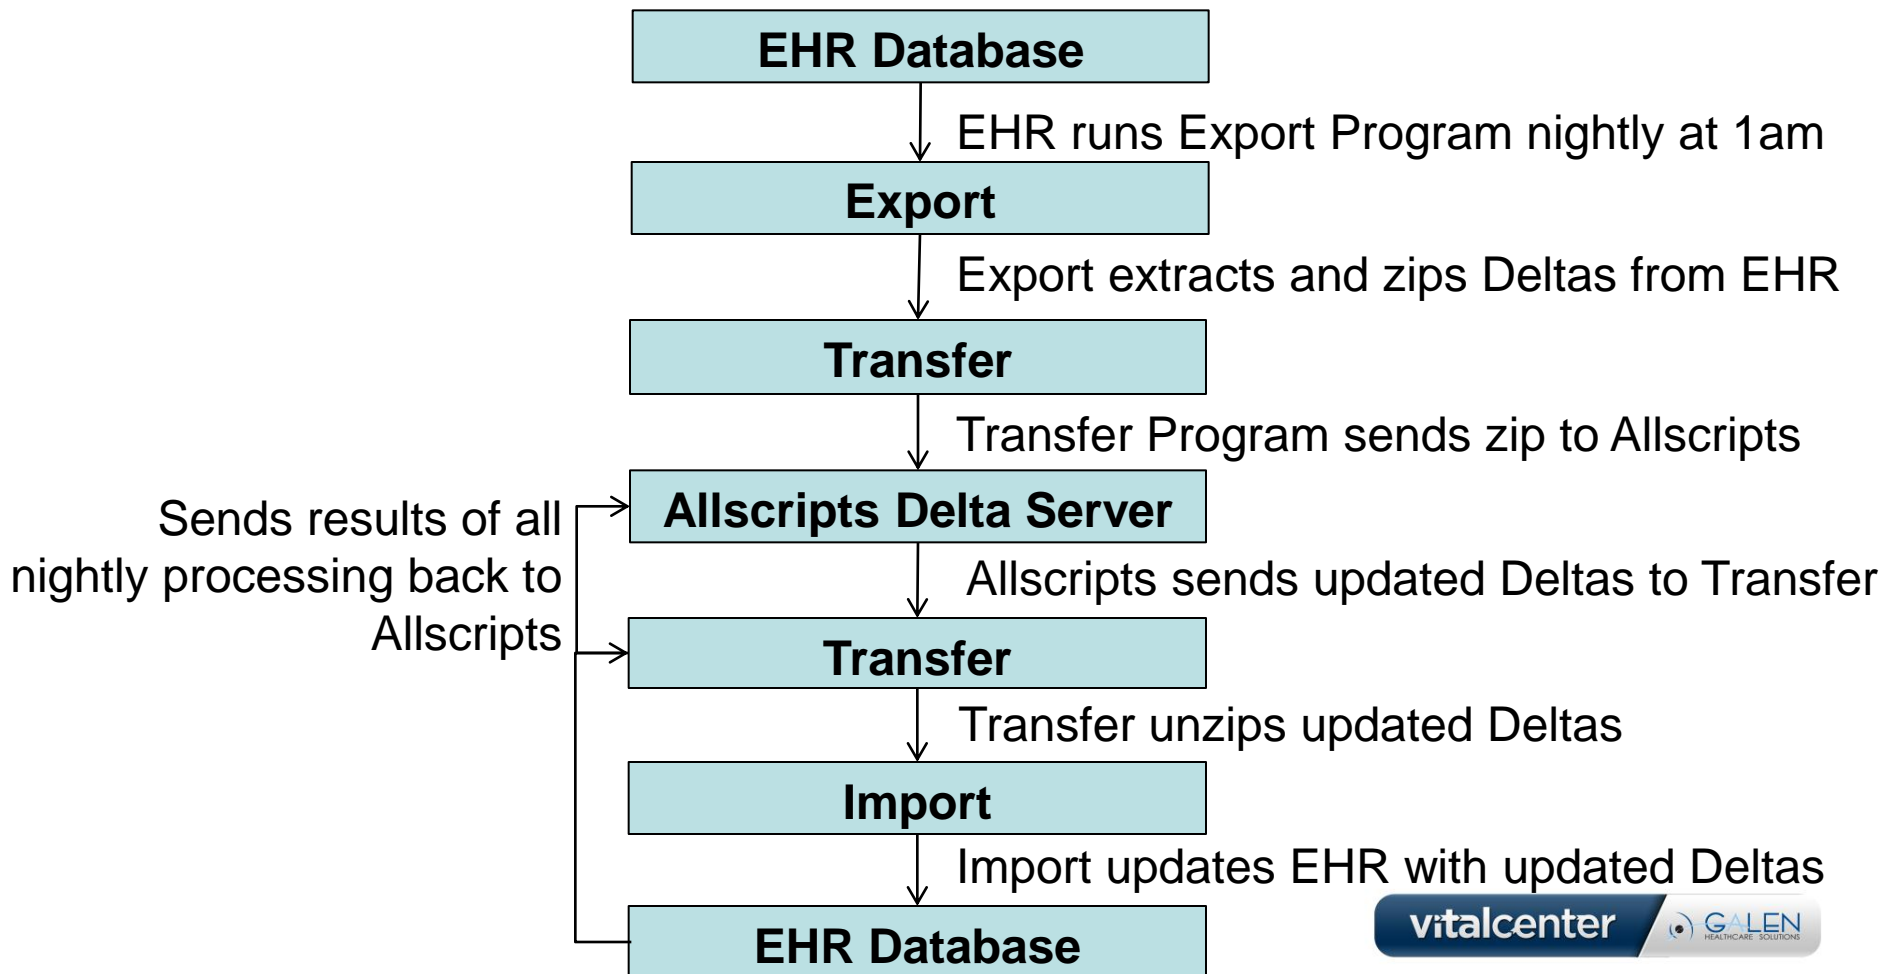 EHR Database
EHR runs Export Program nightly at 1am
Export
Export extracts and zips Deltas from EHR
Transfer
Transfer Program sends zip to Allscripts
Allscripts Delta Server
Sends results of all
nightly processing back to
Allscripts
Allscripts sends updated Deltas to Transfer
Transfer
Transfer unzips updated Deltas
Import
Import updates EHR with updated Deltas
EHR Database
vitalcenter
GALEN
HEALTHCARE SOLUTIONS